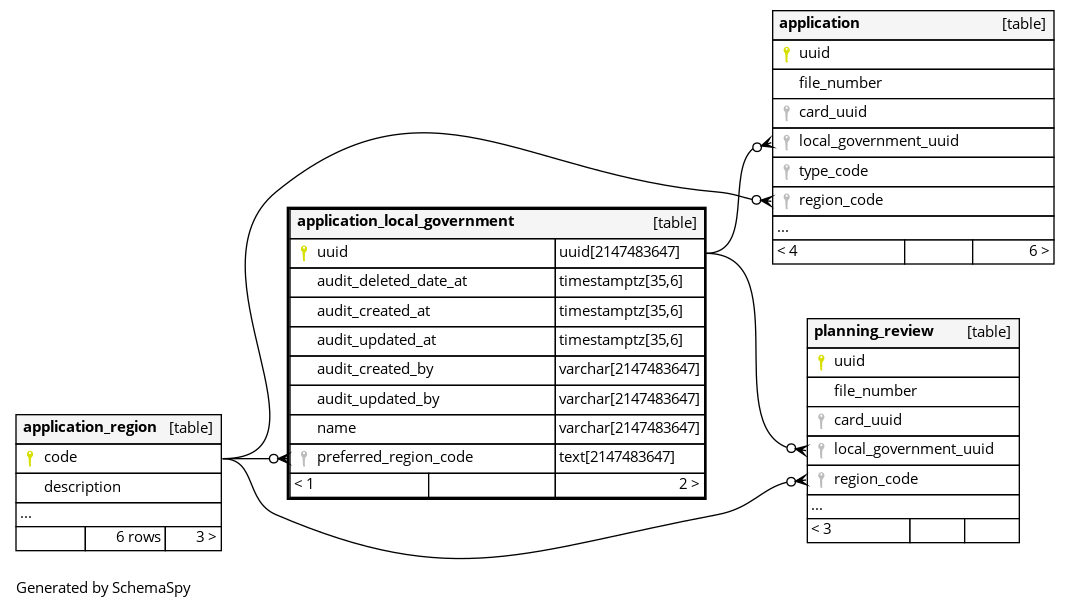 application [table]
uuid
file_number
card_uuid
local_government_uuid
type_code
region_code
...
< 4 6 >
application_local_government [table]
uuid uuid[2147483647]
audit_deleted_date_at timestamptz[35,6]
audit_created_at timestamptz[35,6]
audit_updated_at timestamptz[35,6]
audit_created_by varchar[2147483647]
audit_updated_by varchar[2147483647]
name varchar[2147483647]
preferred_region_code text[2147483647]
< 1 2 >
planning_review [table]
uuid
file_number
card_uuid
local_government_uuid
region_code
...
< 3
application_region [table]
code
description
...
6 rows 3 >
Generated by SchemaSpy